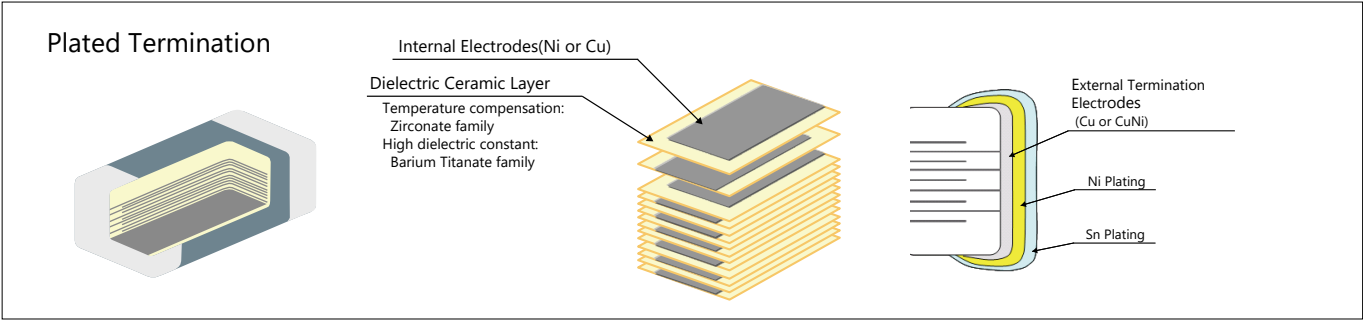 Plated Termination
Internal Electrodes(Ni or Cu)
Dielectric Ceramic Layer
Temperature compensation:
Zirconate family
High dielectric constant:
Barium Titanate family
External Termination
Electrodes
(Cu or CuNi)
Ni Plating
Sn Plating